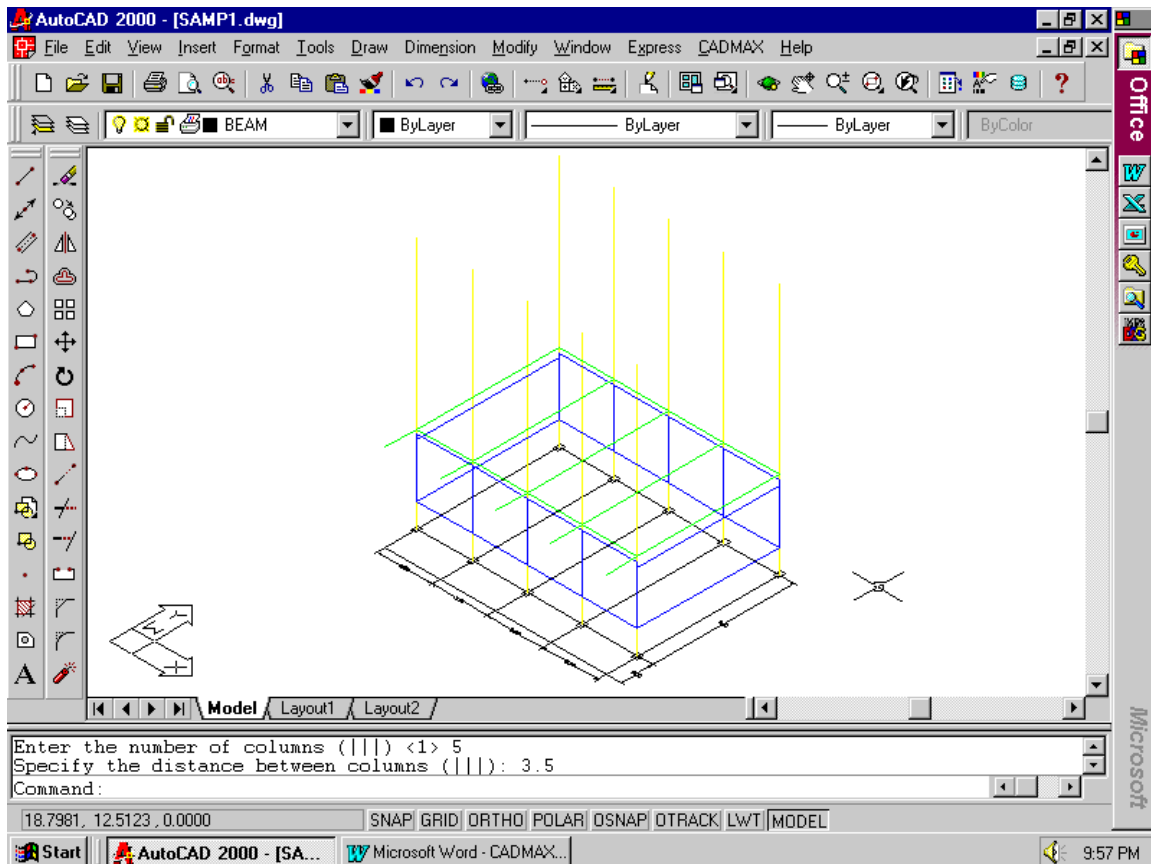 AutoCAD 2000 - [SAMP1.dwg]
File Edit View Insert Format Tools Draw Dimension Modify Window Express CADMAX Help
BEAM ByLayer ByLayer ByLayer ByColor
Office
A
Model Layout1 Layout2
Enter the number of columns (|||) <1> 5
Specify the distance between columns (|||): 3.5
Command:
18.7981, 12.5123 ,0.0000 SNAP GRID ORTHO POLAR OSNAP OTRACK LWT MODEL
Microsoft
Start AutoCAD 2000 - [SA... Microsoft Word - CADMAX... 9:57 PM